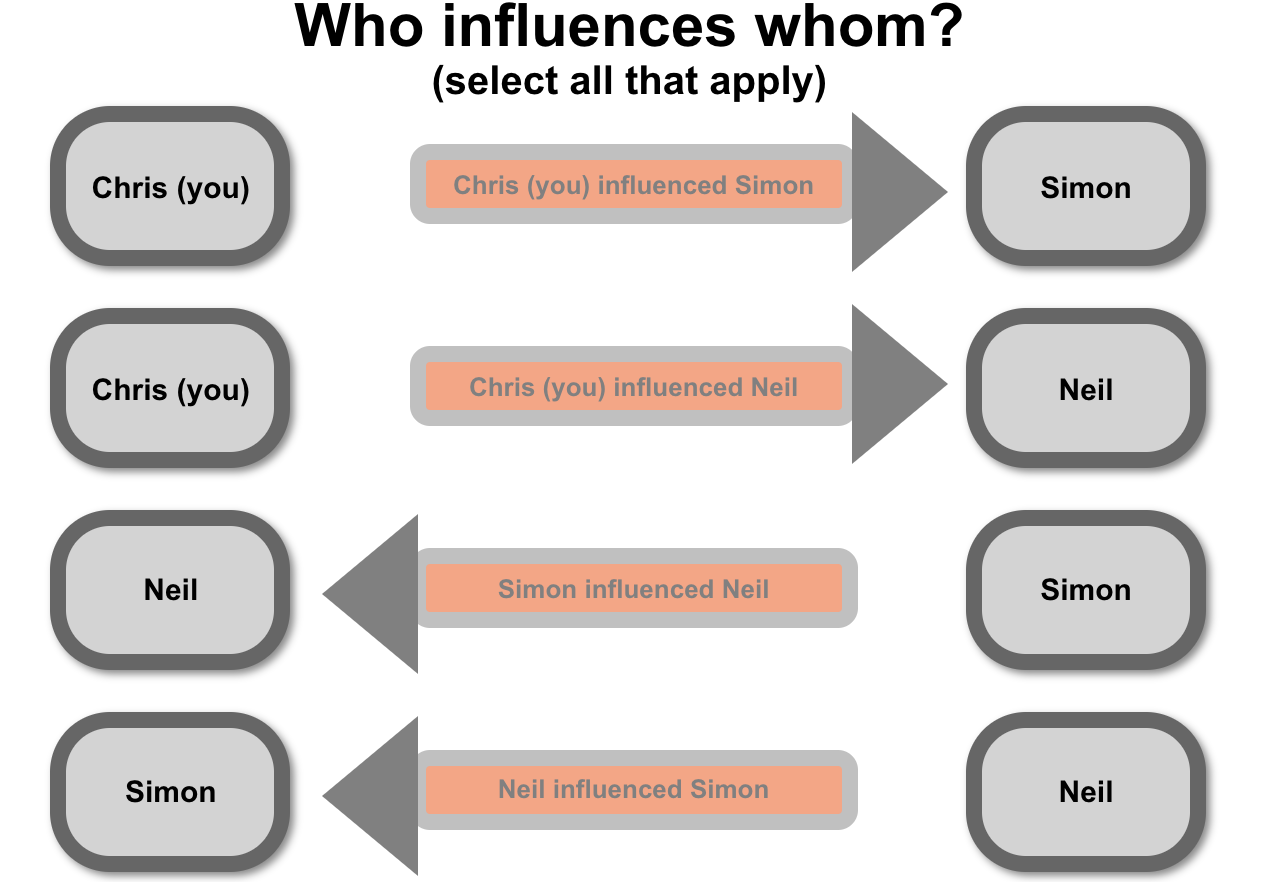 Who influences whom?
(select all that apply)
Chris (you)
Chris (you) influenced Simon
Simon
Chris (you)
Chris (you) influenced Neil
Neil
Neil
Simon influenced Neil
Simon
Simon
Neil influenced Simon
Neil